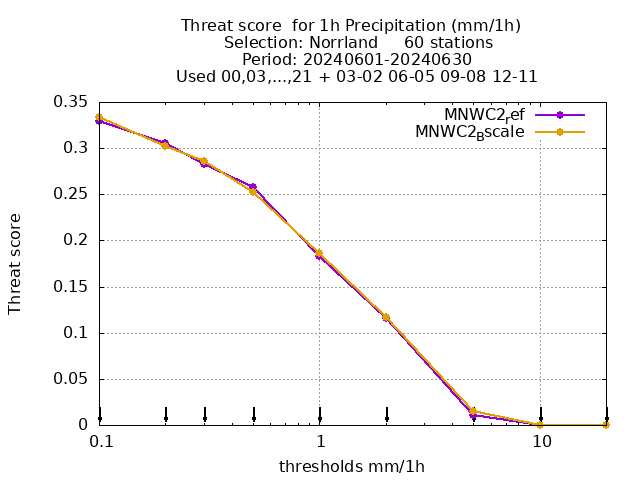 Threat score  for 1h Precipitation (mm/1h)
Selection: Norrland     60 stations
Period: 20240601-20240630
Used 00,03,...,21 + 03-02 06-05 09-08 12-11
MNWC2_ref
MNWC2_Bscale
0.35
0.3
0.25
0.2
0.15
0.1
0.05
0
Threat score
0.1 1 10
thresholds mm/1h